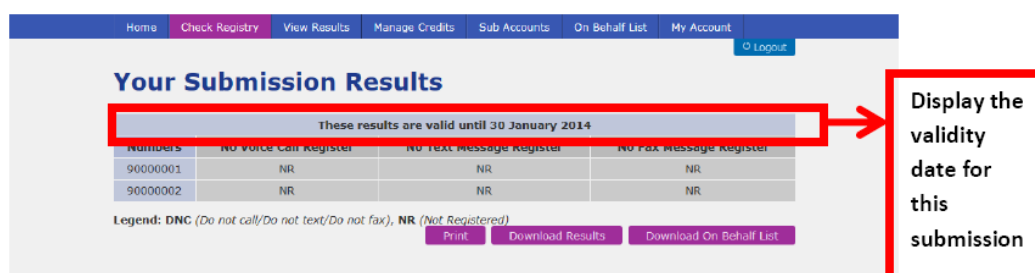 Home Check Registry View Results Manage Credits Sub Accounts On Behalf List My Account
Logout
Your Submission Results
These results are valid until 30 January 2014
Numbers No Voice Call Register No Text Message Register No Fax Message Register
90000001 NR NR NR
90000002 NR NR NR
Legend: DNC (Do not call/Do not text/Do not fax), NR (Not Registered)
Print Download Results Download On Behalf List
Display the
validity
date for
this
submission